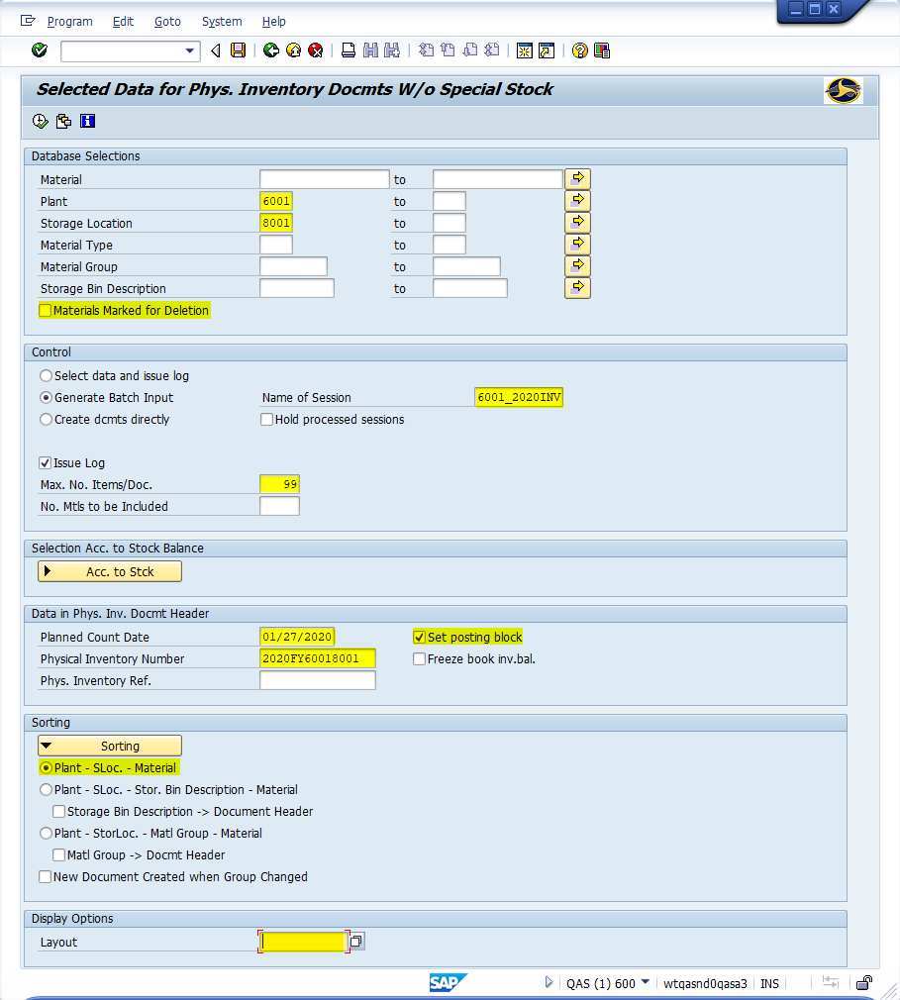 Program Edit Goto System Help
Selected Data for Phys. Inventory Docmts W/o Special Stock
Database Selections
Material to
Plant 6001 to
Storage Location 8001 to
Material Type to
Material Group to
Storage Bin Description to
Materials Marked for Deletion
Control
Select data and issue log
Generate Batch Input Name of Session 6001_2020INV
Create dcmts directly Hold processed sessions
Issue Log
Max. No. Items/Doc. 99
No. Mtls to be Included
Selection Acc. to Stock Balance
Acc. to Stck
Data in Phys. Inv. Docmt Header
Planned Count Date 01/27/2020 Set posting block
Physical Inventory Number 2020FY60018001 Freeze book inv.bal.
Phys. Inventory Ref.
Sorting
Sorting
Plant - SLoc. - Material
Plant - SLoc. - Stor. Bin Description - Material
Storage Bin Description -> Document Header
Plant - StorLoc. - Matl Group - Material
Matl Group -> Docmt Header
New Document Created when Group Changed
Display Options
Layout
SAP QAS (1) 600 wtqasnd0qasa3 INS